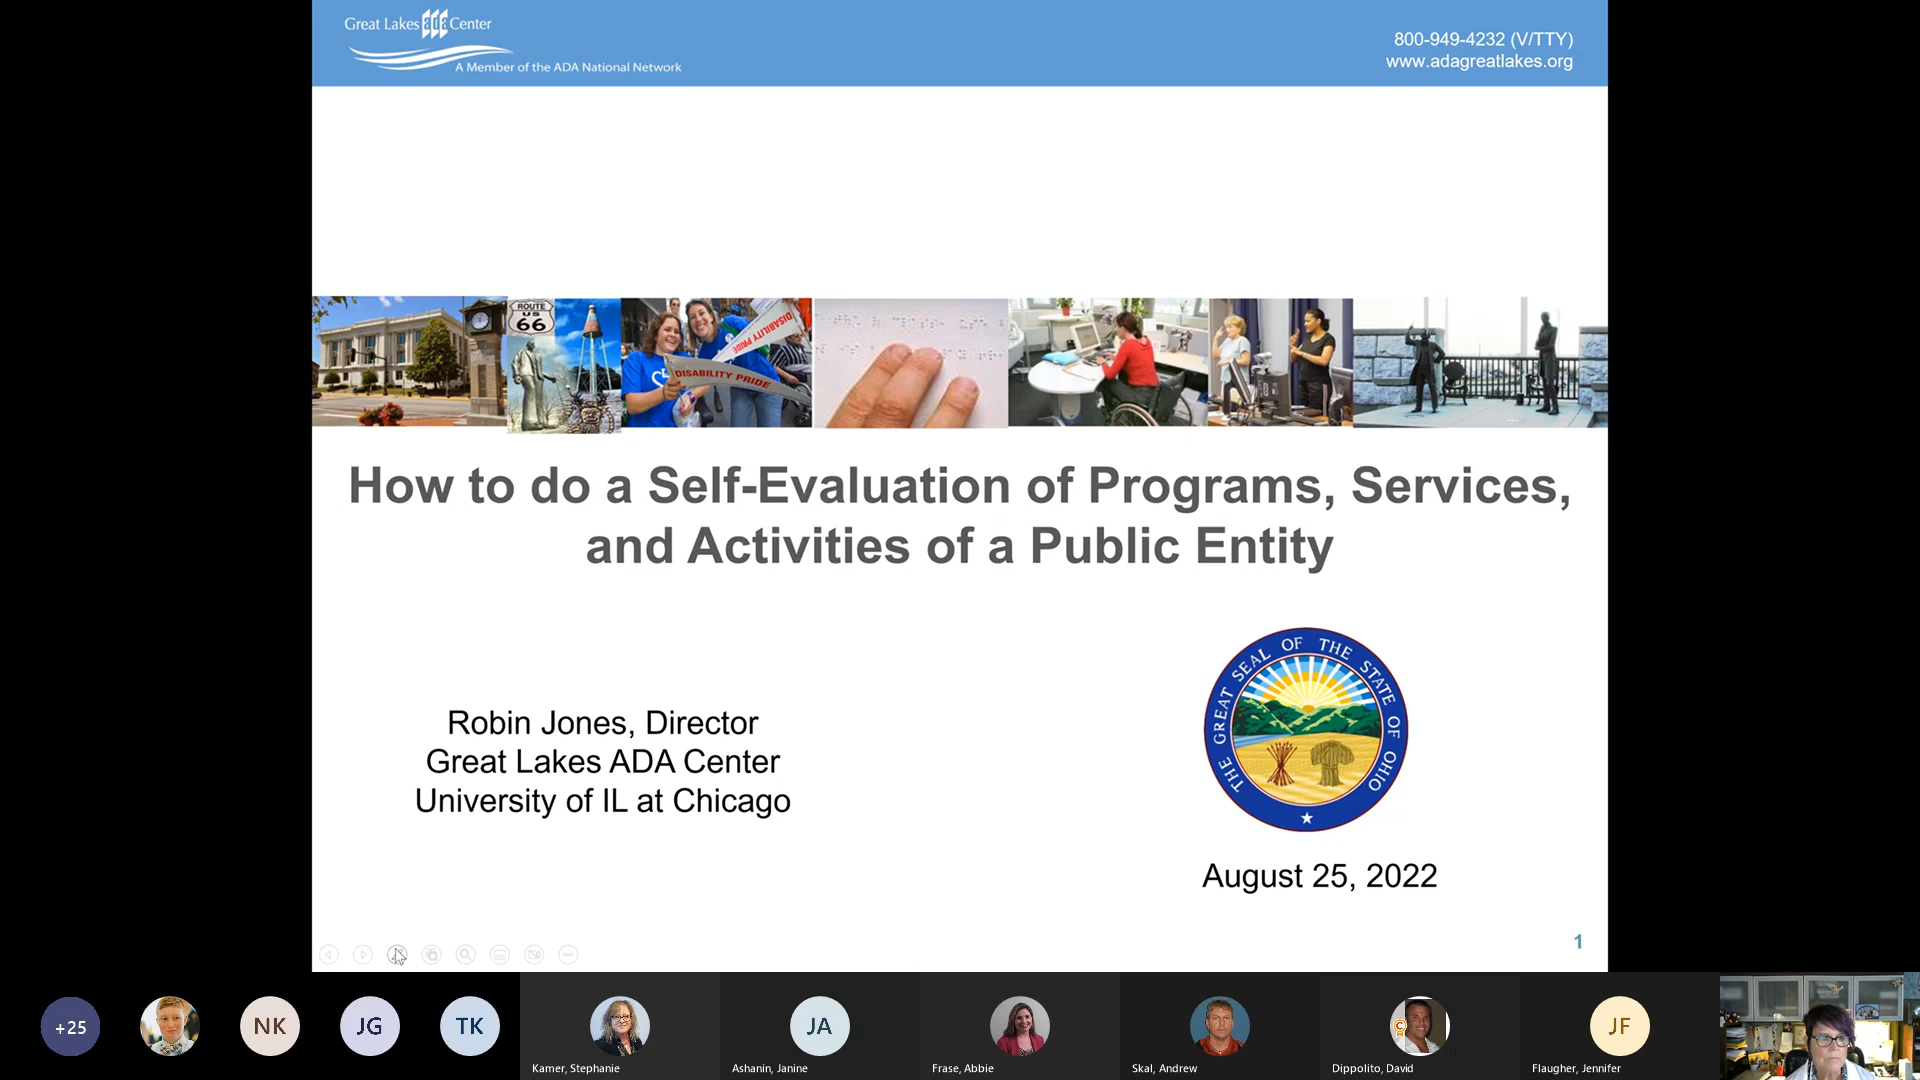 Great Lakes ada Center
A Member of the ADA National Network
800-949-4232 (V/TTY)
www.adagreatlakes.org
ROUTE
US
66
DISABILITY PRIDE
DISABILITY PRIDE
How to do a Self-Evaluation of Programs, Services,
and Activities of a Public Entity
Robin Jones, Director
Great Lakes ADA Center
University of IL at Chicago
THE GREAT SEAL OF THE STATE OF OHIO
August 25, 2022
1
+25
NK
JG
TK
JA
JF
Kamer, Stephanie
Ashanin, Janine
Frase, Abbie
Skal, Andrew
Dippolito, David
Flaugher, Jennifer